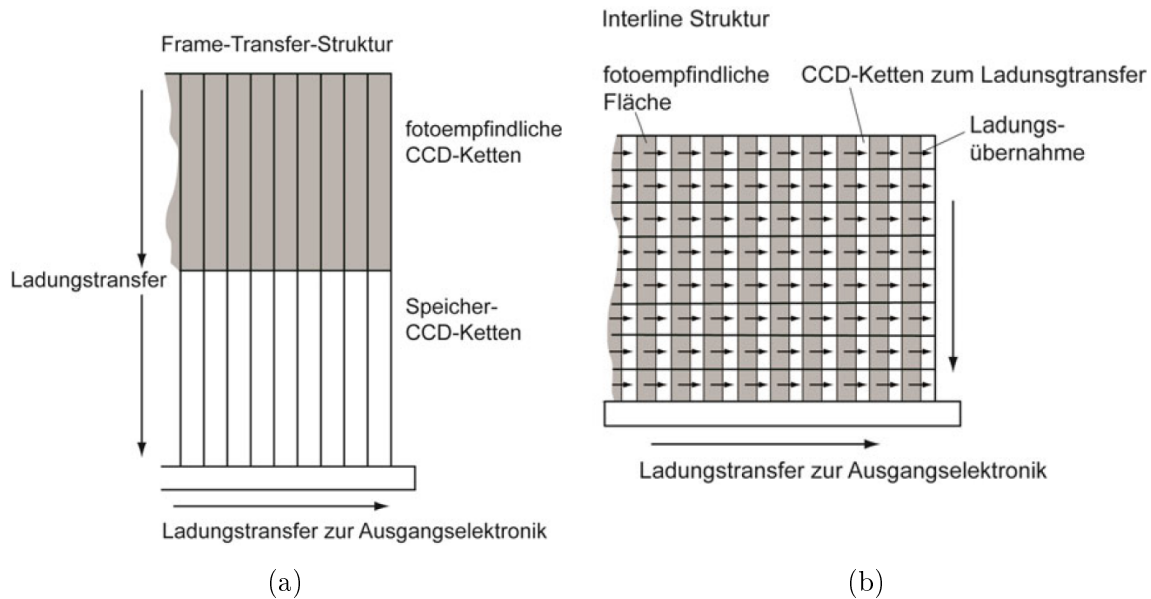 Frame-Transfer-Struktur
fotoempfindliche
CCD-Ketten
Ladungstransfer
Speicher-
CCD-Ketten
Ladungstransfer zur Ausgangselektronik
(a)
Interline Struktur
fotoempfindliche
Fläche
CCD-Ketten zum Ladunsgtransfer
Ladungs-
übernahme
Ladungstransfer zur Ausgangselektronik
(b)